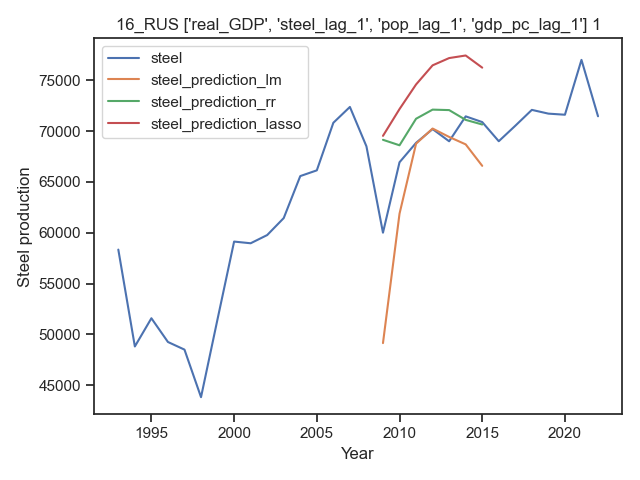 16_RUS ['real_GDP', 'steel_lag_1', 'pop_lag_1', 'gdp_pc_lag_1'] 1
steel
steel_prediction_lm
steel_prediction_rr
steel_prediction_lasso
Steel production
75000
70000
65000
60000
55000
50000
45000
1995
2000
2005
2010
2015
2020
Year